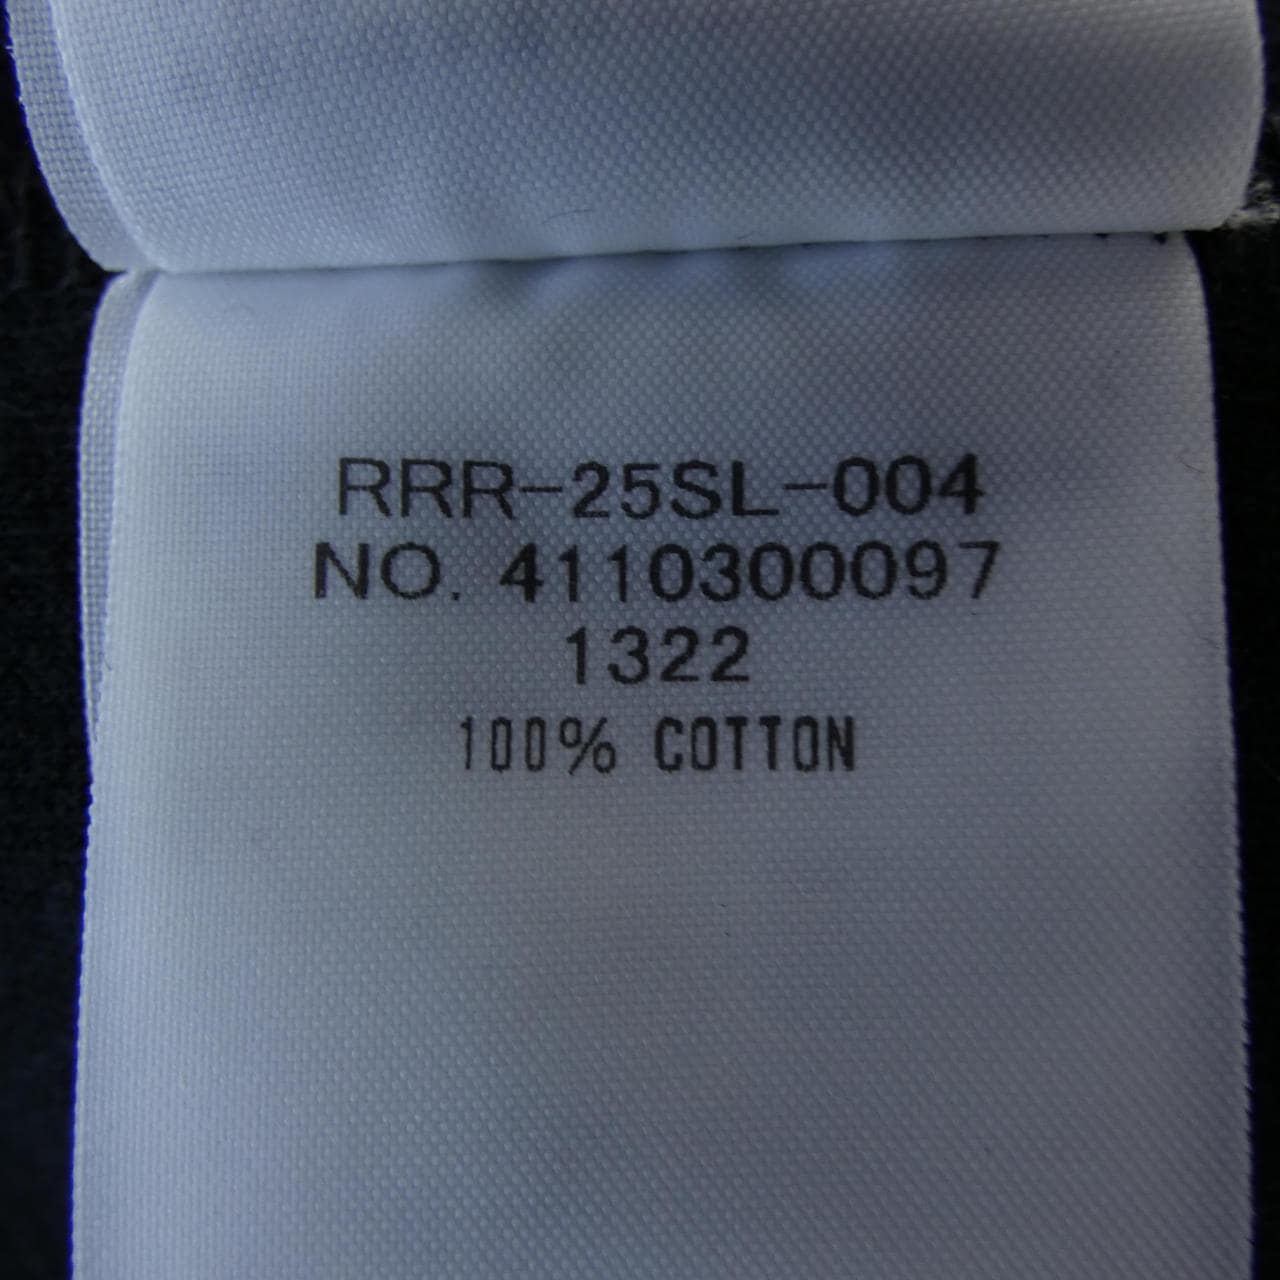 RRR-25SL-004
NO. 4110300097
1322
100% COTTON